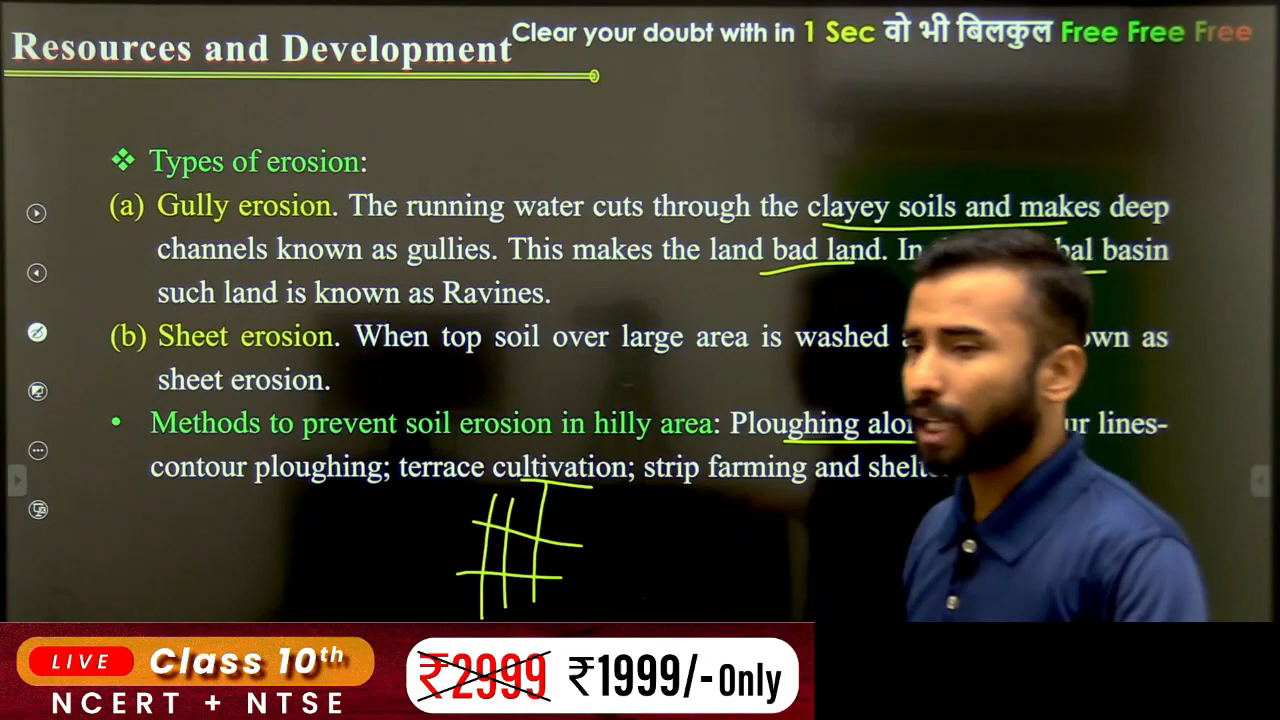 Resources and Development
Clear your doubt with in 1 Sec वो भी बिलकुल Free Free Free
❖ Types of erosion:
(a) Gully erosion. The running water cuts through the clayey soils and makes deep
channels known as gullies. This makes the land bad land. In basin
such land is known as Ravines.
(b) Sheet erosion. When top soil over large area is washed as
sheet erosion.
• Methods to prevent soil erosion in hilly area: Ploughing lines-
contour ploughing; terrace cultivation; strip farming and
LIVE Class 10th
NCERT + NTSE
₹2999 ₹1999/- Only